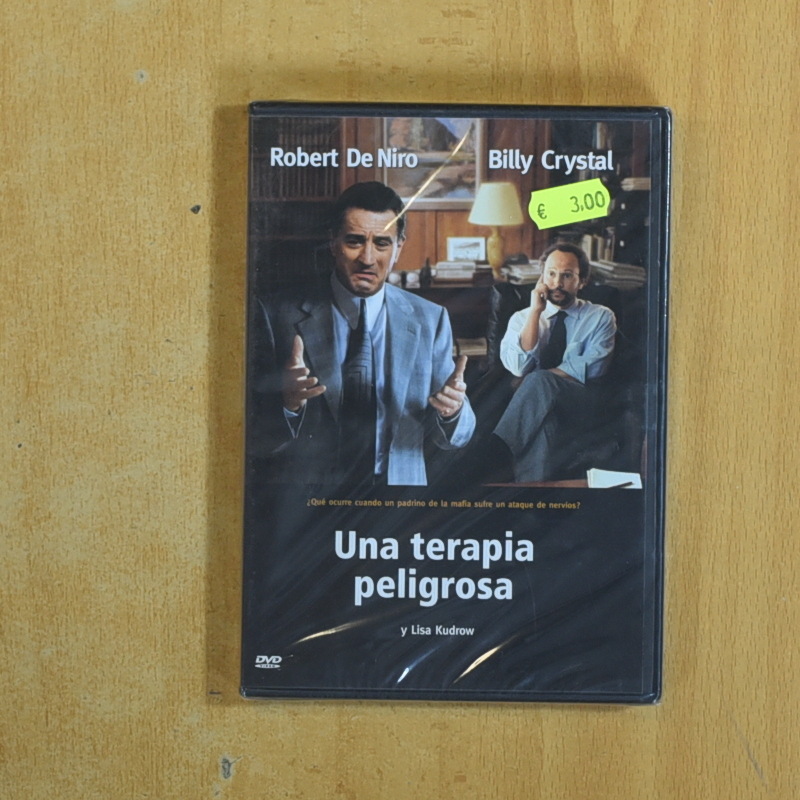 Robert De Niro Billy Crystal
€ 3.00
¿Qué ocurre cuando un padrino de la mafia sufre un ataque de nervios?
Una terapia
peligrosa
y Lisa Kudrow
DVD
VIDEO